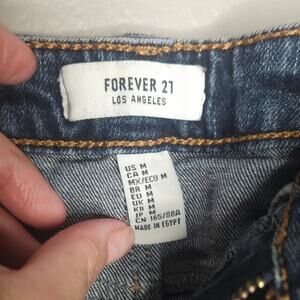 FOREVER 21
LOS ANGELES
US M
CA M
MX/ECU M
BR M
EU M
UK M
KR M
JP M
CN 165/88A
MADE IN EGYPT